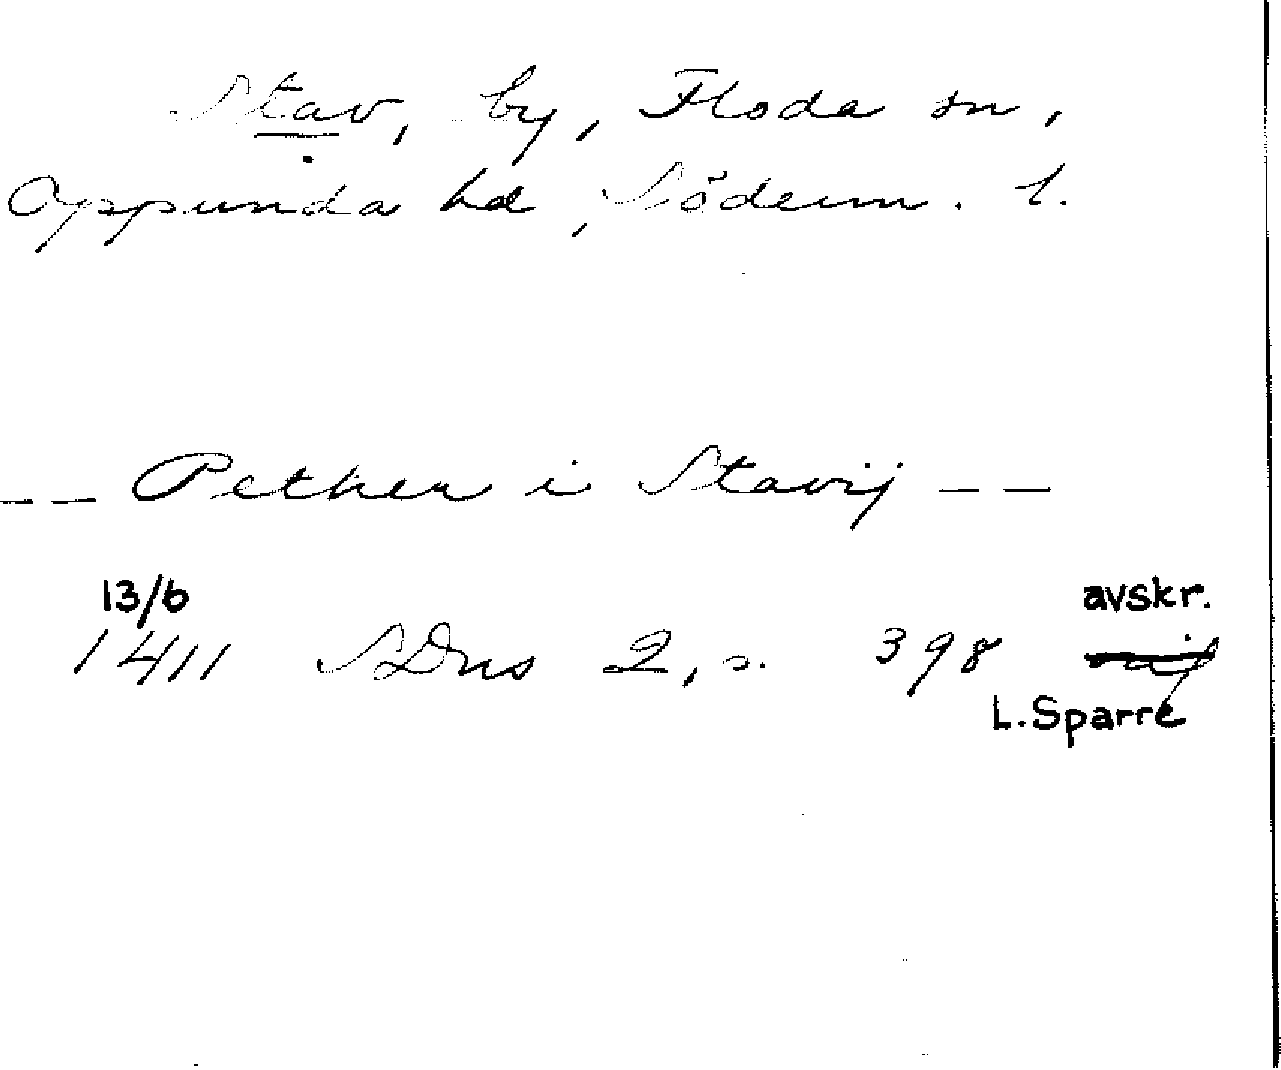 Stav, by, Floda sn,
Oppunda hd, Söderm. l.
-- Pether i Stavij --
13/6 avskr.
1411 SDns 2, s. 398
L. Sparre